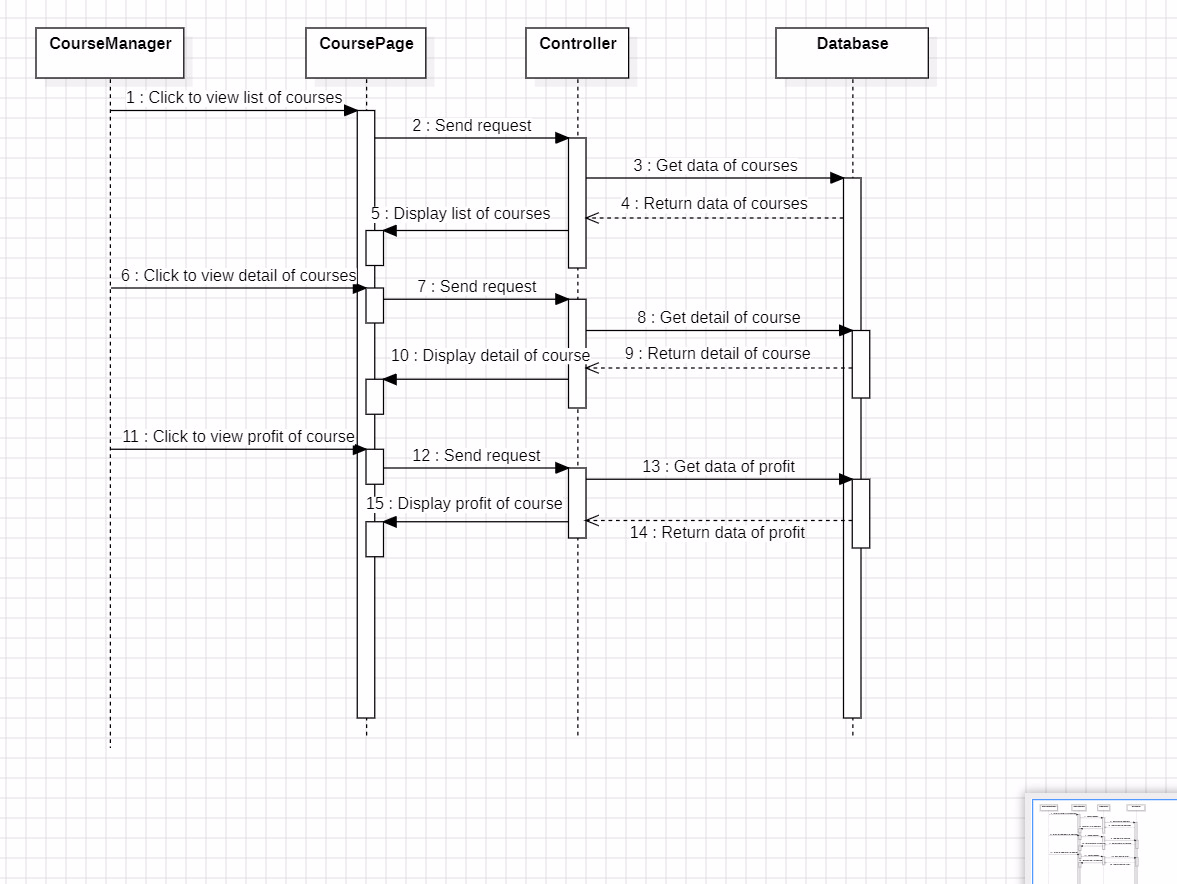 CourseManager
CoursePage
Controller
Database
1 : Click to view list of courses
2 : Send request
3 : Get data of courses
4 : Return data of courses
5 : Display list of courses
6 : Click to view detail of courses
7 : Send request
8 : Get detail of course
9 : Return detail of course
10 : Display detail of course
11 : Click to view profit of course
12 : Send request
13 : Get data of profit
15 : Display profit of course
14 : Return data of profit